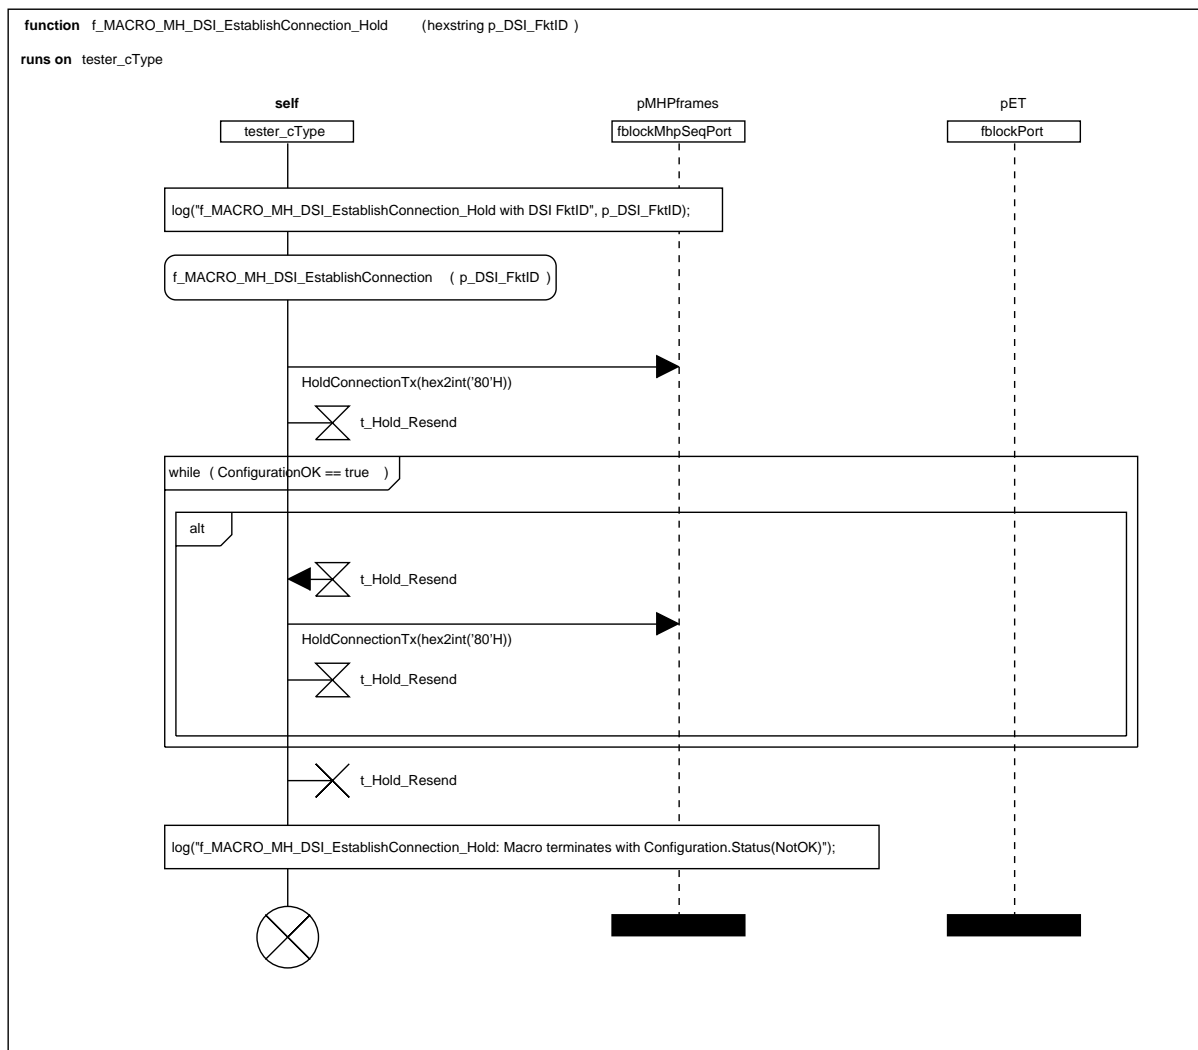 function f_MACRO_MH_DSI_EstablishConnection_Hold (hexstring p_DSI_FktID )
runs on tester_cType
self pMHPframes pET
tester_cType fblockMhpSeqPort fblockPort
log("f_MACRO_MH_DSI_EstablishConnection_Hold with DSI FktID", p_DSI_FktID);
f_MACRO_MH_DSI_EstablishConnection ( p_DSI_FktID )
HoldConnectionTx(hex2int('80'H))
t_Hold_Resend
while ( ConfigurationOK == true )
alt
t_Hold_Resend
HoldConnectionTx(hex2int('80'H))
t_Hold_Resend
t_Hold_Resend
log("f_MACRO_MH_DSI_EstablishConnection_Hold: Macro terminates with Configuration.Status(NotOK)");